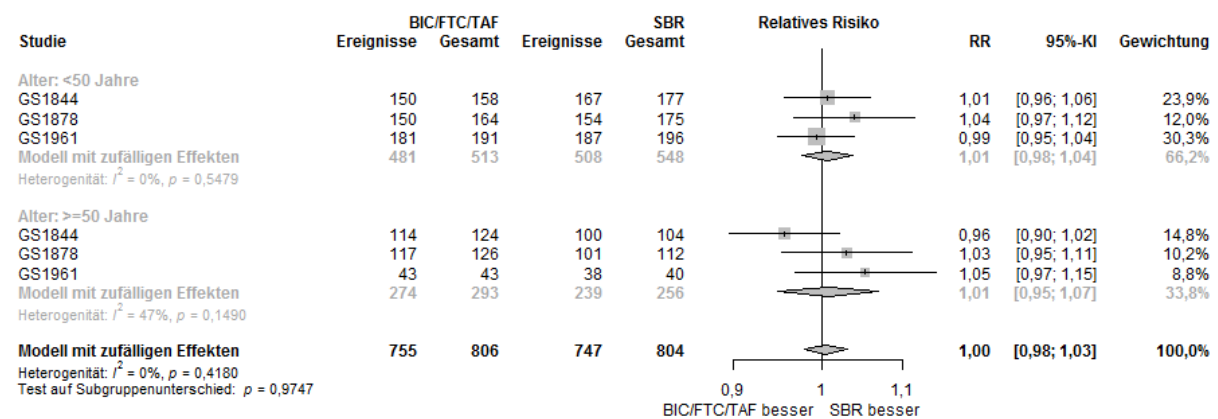 BIC/FTC/TAF SBR Relatives Risiko
Studie Ereignisse Gesamt Ereignisse Gesamt RR 95%-KI Gewichtung
Alter: <50 Jahre
GS1844 150 158 167 177 1,01 [0,96; 1,06] 23,9%
GS1878 150 164 154 175 1,04 [0,97; 1,12] 12,0%
GS1961 181 191 187 196 0,99 [0,95; 1,04] 30,3%
Modell mit zufälligen Effekten 481 513 508 548 1,01 [0,98; 1,04] 66,2%
Heterogenität: I² = 0%, p = 0,5479
Alter: >=50 Jahre
GS1844 114 124 100 104 0,96 [0,90; 1,02] 14,8%
GS1878 117 126 101 112 1,03 [0,95; 1,11] 10,2%
GS1961 43 43 38 40 1,05 [0,97; 1,15] 8,8%
Modell mit zufälligen Effekten 274 293 239 256 1,01 [0,95; 1,07] 33,8%
Heterogenität: I² = 47%, p = 0,1490
Modell mit zufälligen Effekten 755 806 747 804 1,00 [0,98; 1,03] 100,0%
Heterogenität: I² = 0%, p = 0,4180
Test auf Subgruppenunterschied: p = 0,9747
0,9 1 1,1
BIC/FTC/TAF besser SBR besser